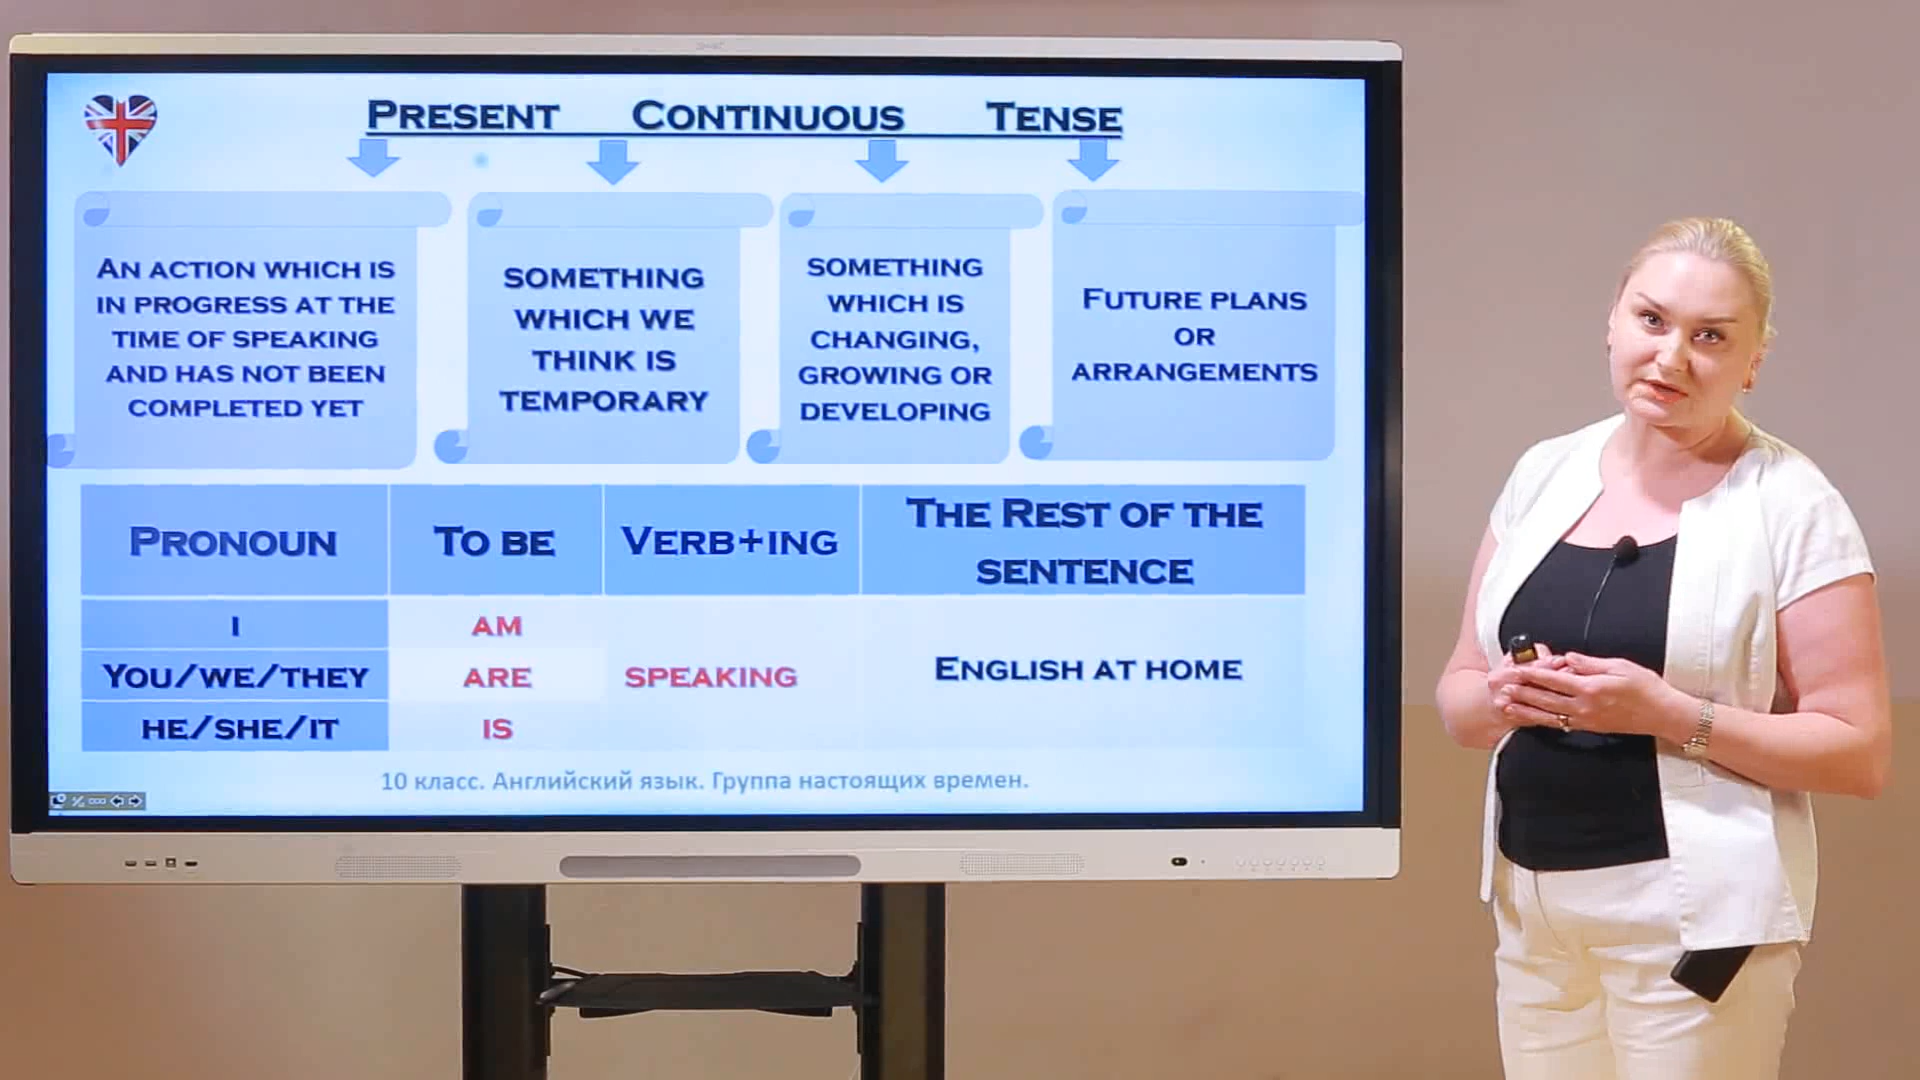 PRESENT CONTINUOUS TENSE
AN ACTION WHICH IS
IN PROGRESS AT THE
TIME OF SPEAKING
AND HAS NOT BEEN
COMPLETED YET
SOMETHING
WHICH WE
THINK IS
TEMPORARY
SOMETHING
WHICH IS
CHANGING,
GROWING OR
DEVELOPING
FUTURE PLANS
OR
ARRANGEMENTS
PRONOUN
TO BE
VERB+ING
THE REST OF THE
SENTENCE
I
AM
YOU/WE/THEY
ARE
SPEAKING
ENGLISH AT HOME
HE/SHE/IT
IS
10 класс. Английский язык. Группа настоящих времен.